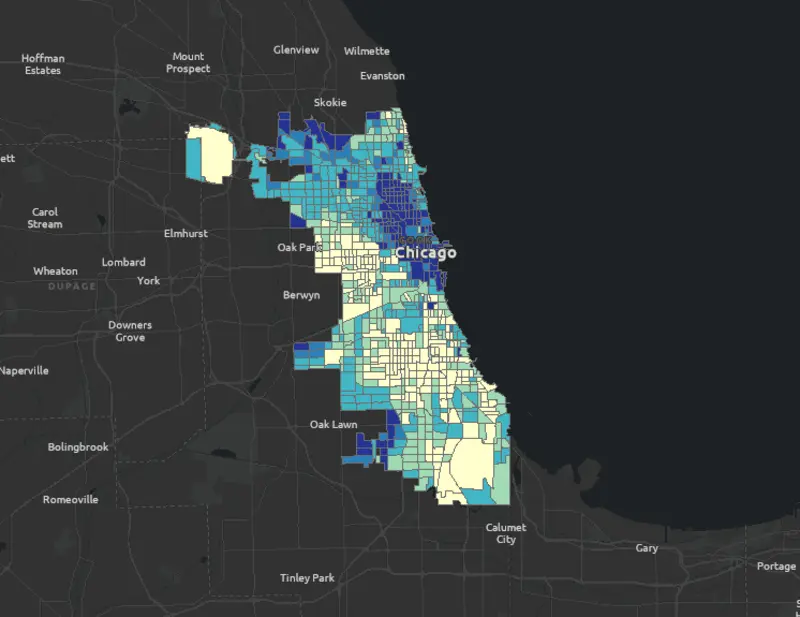 Glenview
Wilmette
Hoffman
Estates
Mount
Prospect
Evanston
Skokie
ett
Carol
Stream
Elmhurst
Oak Park
Chicago
Lombard
Wheaton
York
DUPAGE
Berwyn
Downers
Grove
Naperville
Oak Lawn
Bolingbrook
Romeoville
Calumet
City
Gary
Portage
Tinley Park